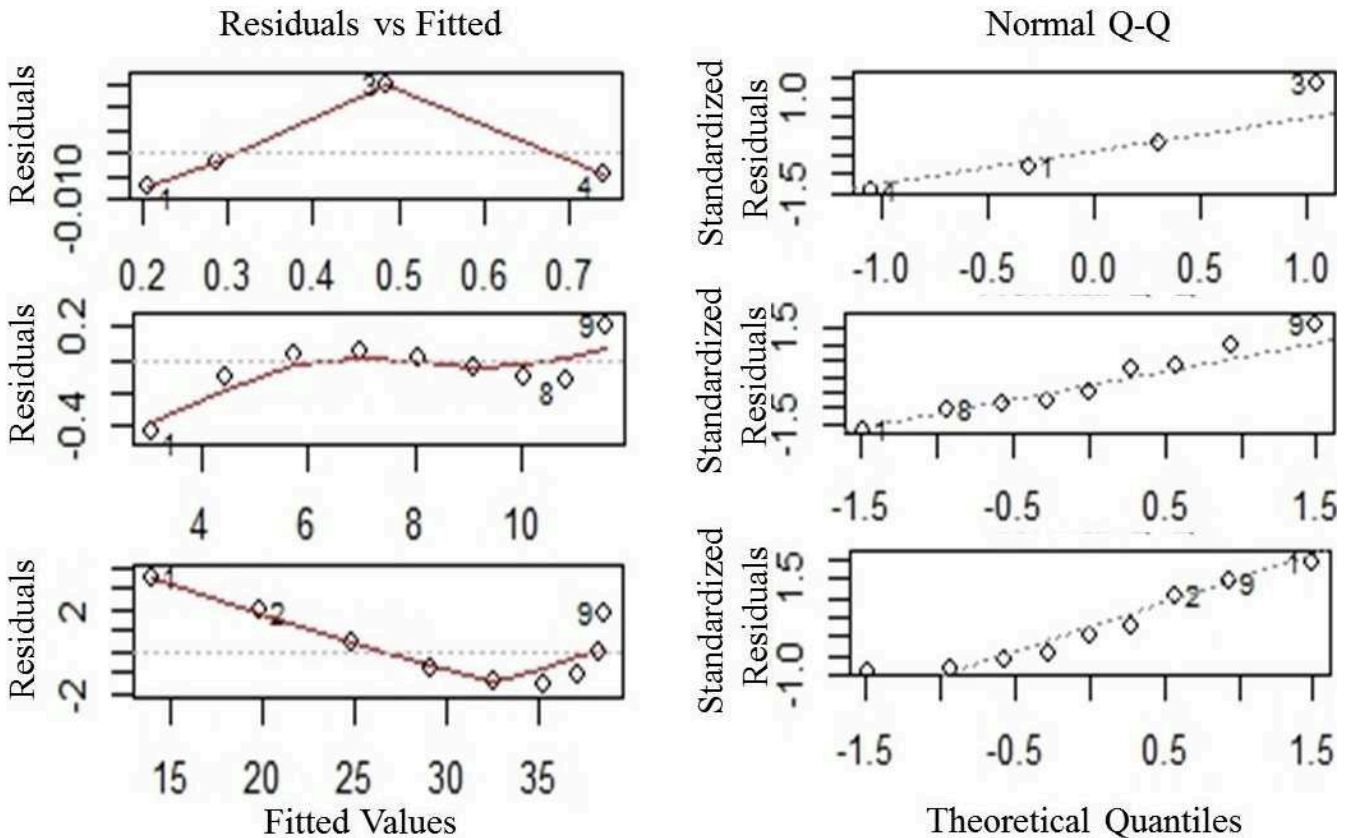 Residuals vs Fitted
Residuals
-0.010
3
1
4
0.2 0.3 0.4 0.5 0.6 0.7
Normal Q-Q
Standardized
Residuals
-1.5 1.0
3
1
1
-1.0 -0.5 0.0 0.5 1.0
Residuals
-0.4 0.2
9
8
1
4 6 8 10
Standardized
Residuals
-1.5 1.5
9
8
1
-1.5 -0.5 0.5 1.5
Residuals
-2 2
1
2
9
15 20 25 30 35
Fitted Values
Standardized
Residuals
-1.0 1.5
1
2
9
-1.5 -0.5 0.5 1.5
Theoretical Quantiles